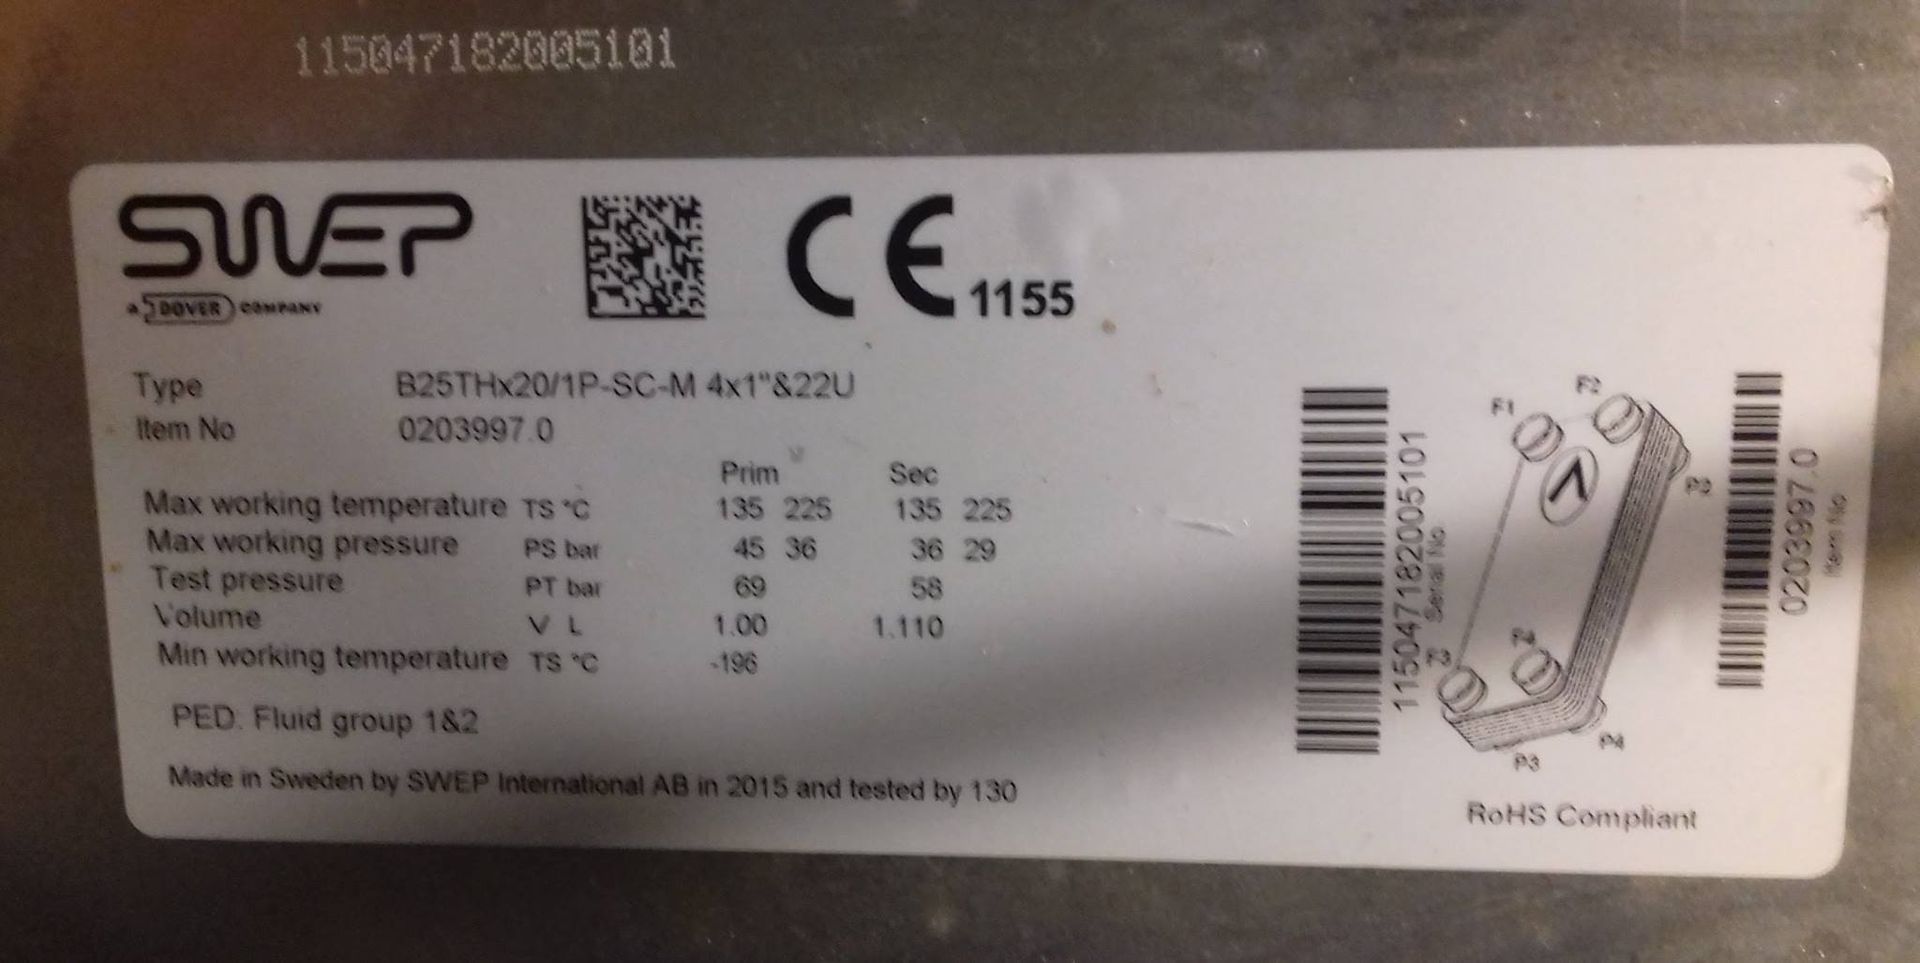 115047182005101
SWEP
A DOVER COMPANY
CE 1155
Type B25THx20/1P-SC-M 4x1"&22U
Item No 0203997.0
Prim Sec
Max working temperature TS °C 135 225 135 225
Max working pressure PS bar 45 36 36 29
Test pressure PT bar 69 58
Volume V L 1.00 1.110
Min working temperature TS °C -196
PED. Fluid group 1&2
Made in Sweden by SWEP International AB in 2015 and tested by 130
115047182005101
Serial No
F1
F2
F4
P3
P4
0203997.0
Item No
RoHS Compliant